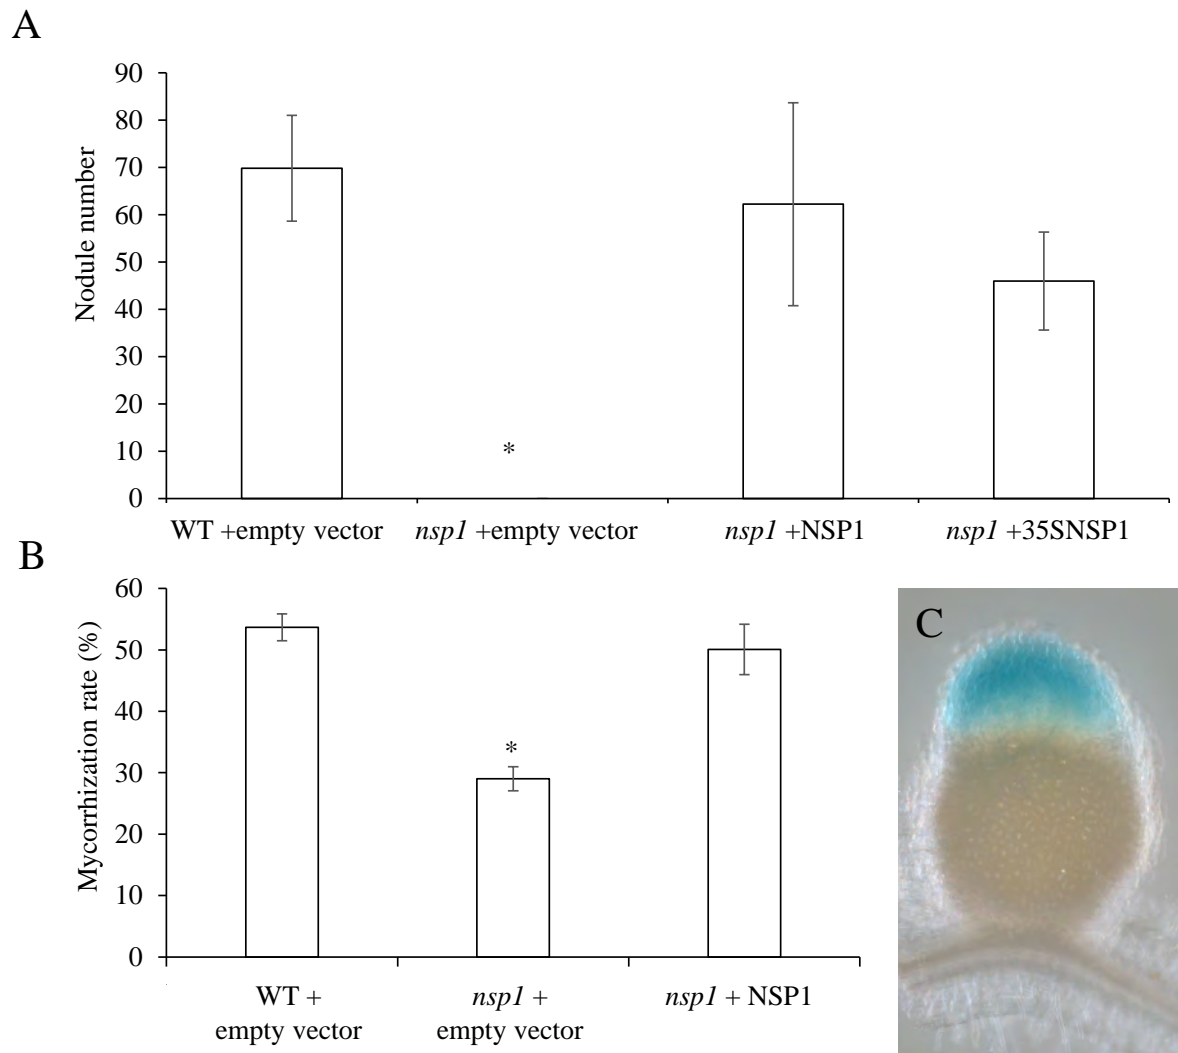 A
90
80
70
60
50
40
30
20
10
0
Nodule number
*
WT +empty vector
nsp1 +empty vector
nsp1 +NSP1
nsp1 +35SNSP1
B
60
50
40
30
20
10
0
Mycorrhization rate (%)
*
WT +
empty vector
nsp1 +
empty vector
nsp1 + NSP1
C